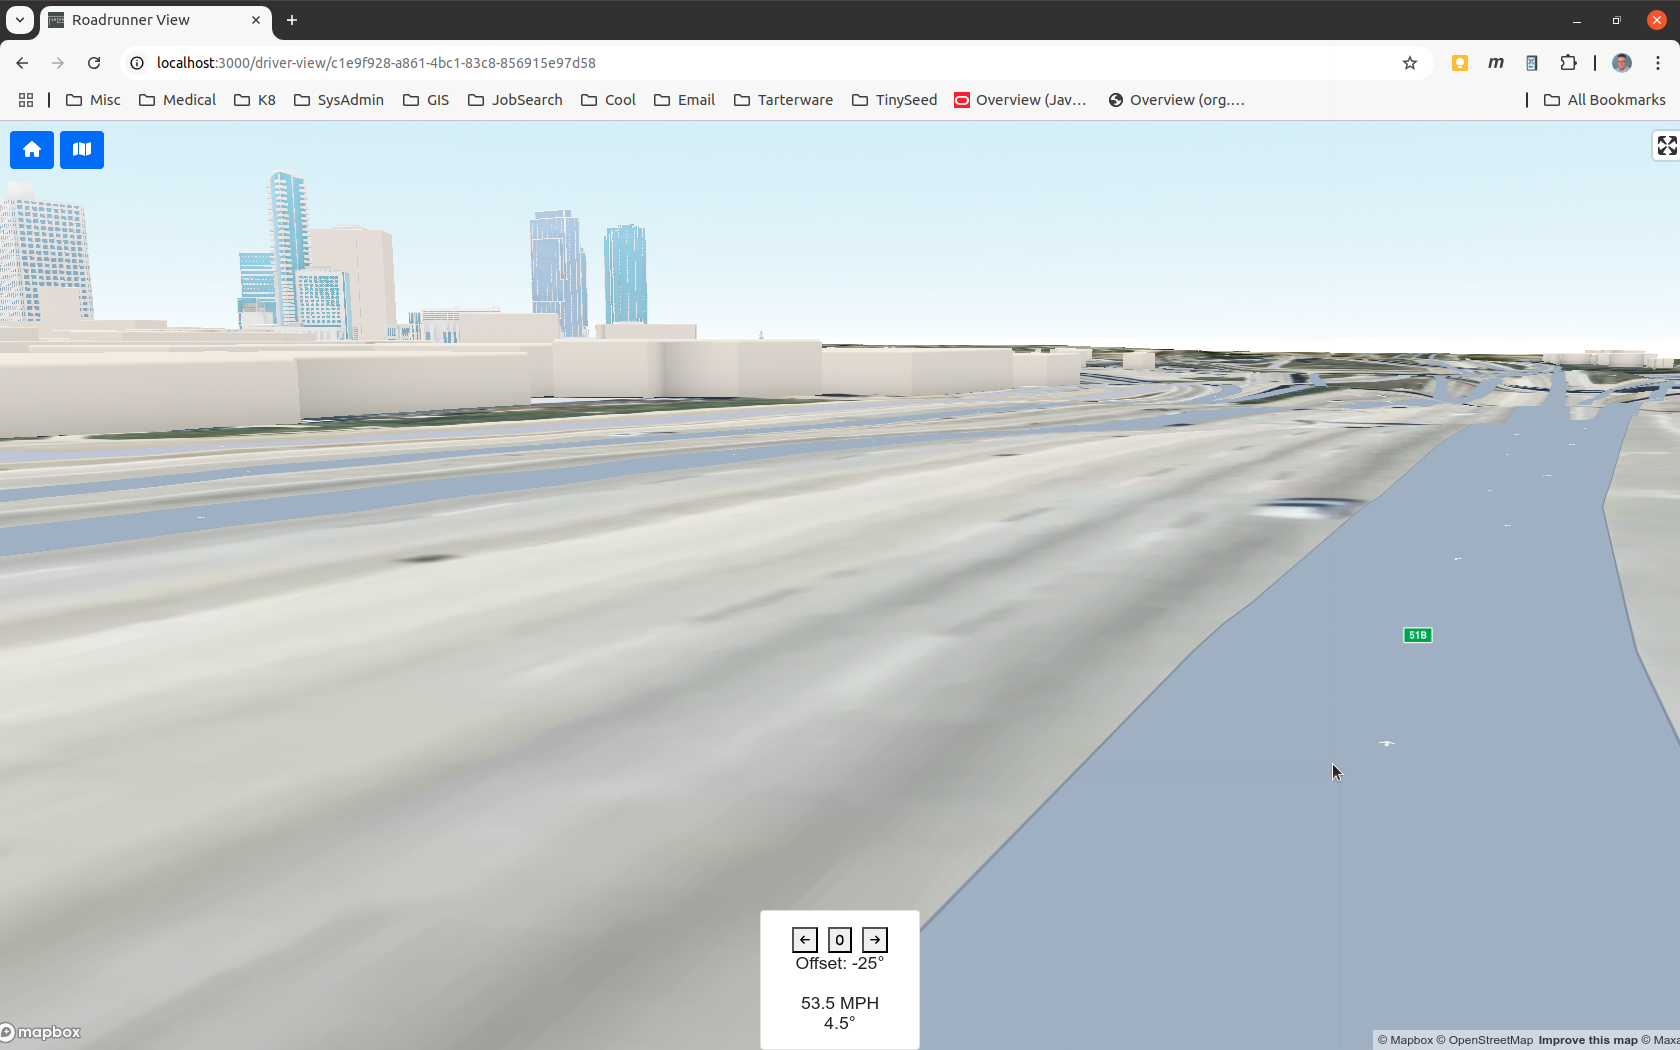 Roadrunner View
localhost:3000/driver-view/c1e9f928-a861-4bc1-83c8-856915e97d58
Misc Medical K8 SysAdmin GIS JobSearch Cool Email Tarterware TinySeed Overview (Jav… Overview (org.… All Bookmarks
51B
0
Offset: -25°
53.5 MPH
4.5°
mapbox
© Mapbox © OpenStreetMap Improve this map © Max